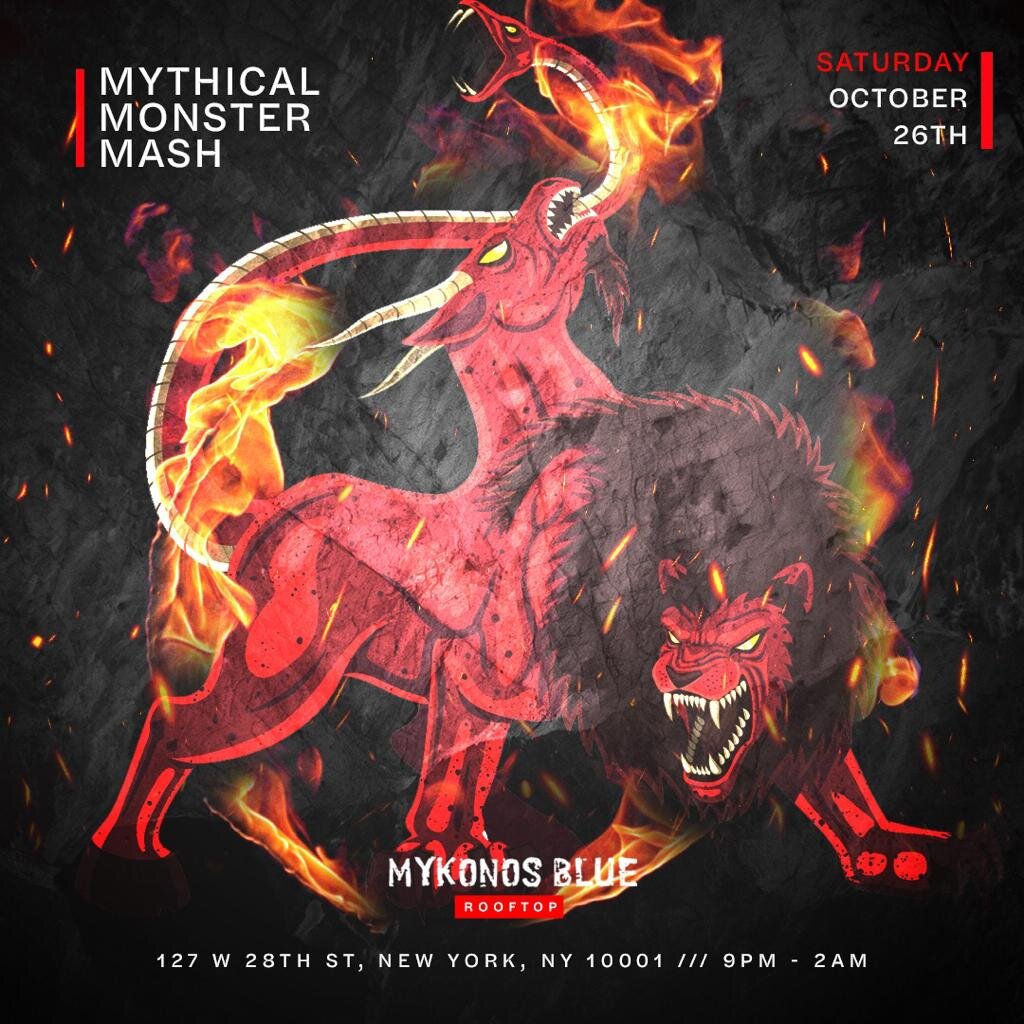 MYTHICAL
MONSTER
MASH
SATURDAY
OCTOBER
26TH
MYKONOS BLUE
ROOFTOP
127 W 28TH ST, NEW YORK, NY 10001 /// 9PM - 2AM